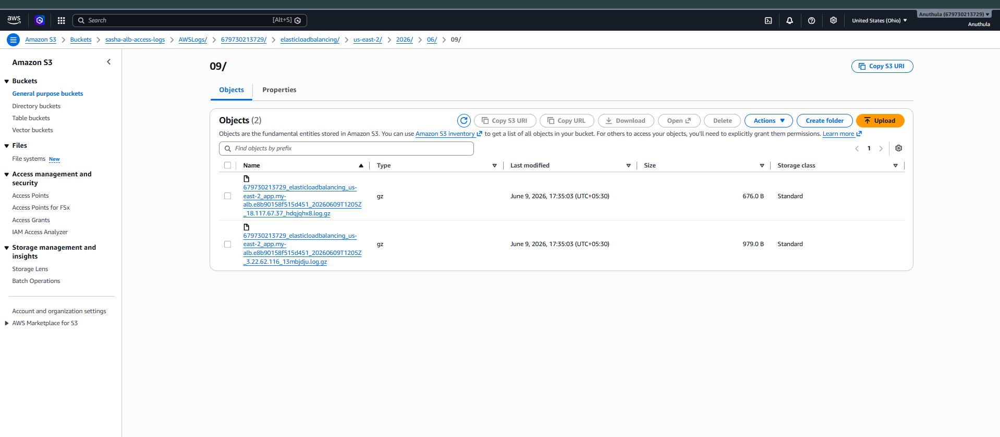 aws
Search [Alt+S]
United States (Ohio)
Anuthula (679730213729)
Anuthula
Amazon S3
Buckets
sasha-alb-access-logs
AWSLogs/
679730213729/
elasticloadbalancing/
us-east-2/
2026/
06/
09/
Amazon S3
Buckets
General purpose buckets
Directory buckets
Table buckets
Vector buckets
Files
File systems New
Access management and
security
Access Points
Access Points for FSx
Access Grants
IAM Access Analyzer
Storage management and
insights
Storage Lens
Batch Operations
Account and organization settings
AWS Marketplace for S3
09/
Copy S3 URI
Objects
Properties
Objects (2)
Copy S3 URI
Copy URL
Download
Open
Delete
Actions
Create folder
Upload
Objects are the fundamental entities stored in Amazon S3. You can use Amazon S3 inventory to get a list of all objects in your bucket. For others to access your objects, you'll need to explicitly grant them permissions. Learn more
Find objects by prefix
1
Name
Type
Last modified
Size
Storage class
679730213729_elasticloadbalancing_us-
east-2_app.my-
alb.e8b90158f515d451_20260609T1205Z
_18.117.67.37_hdqjqhx8.log.gz
gz
June 9, 2026, 17:35:03 (UTC+05:30)
676.0 B
Standard
679730213729_elasticloadbalancing_us-
east-2_app.my-
alb.e8b90158f515d451_20260609T1205Z
_3.22.62.116_13mbjdju.log.gz
gz
June 9, 2026, 17:35:03 (UTC+05:30)
979.0 B
Standard